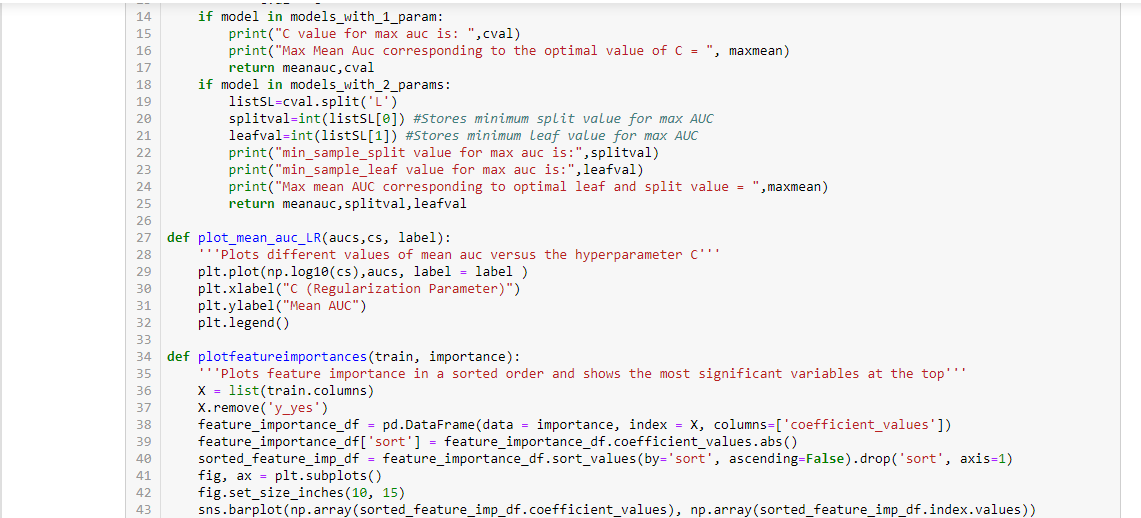 14 if model in models_with_1_param:
15 print("C value for max auc is: ",cval)
16 print("Max Mean Auc corresponding to the optimal value of C = ", maxmean)
17 return meanauc,cval
18 if model in models_with_2_params:
19 listSL=cval.split('L')
20 splitval=int(listSL[0]) #Stores minimum split value for max AUC
21 leafval=int(listSL[1]) #Stores minimum leaf value for max AUC
22 print("min_sample_split value for max auc is:",splitval)
23 print("min_sample_leaf value for max auc is:",leafval)
24 print("Max mean AUC corresponding to optimal leaf and split value = ",maxmean)
25 return meanauc,splitval,leafval
26
27 def plot_mean_auc_LR(aucs,cs, label):
28 '''Plots different values of mean auc versus the hyperparameter C'''
29 plt.plot(np.log10(cs),aucs, label = label )
30 plt.xlabel("C (Regularization Parameter)")
31 plt.ylabel("Mean AUC")
32 plt.legend()
33
34 def plotfeatureimportances(train, importance):
35 '''Plots feature importance in a sorted order and shows the most significant variables at the top'''
36 X = list(train.columns)
37 X.remove('y_yes')
38 feature_importance_df = pd.DataFrame(data = importance, index = X, columns=['coefficient_values'])
39 feature_importance_df['sort'] = feature_importance_df.coefficient_values.abs()
40 sorted_feature_imp_df = feature_importance_df.sort_values(by='sort', ascending=False).drop('sort', axis=1)
41 fig, ax = plt.subplots()
42 fig.set_size_inches(10, 15)
43 sns.barplot(np.array(sorted_feature_imp_df.coefficient_values), np.array(sorted_feature_imp_df.index.values))